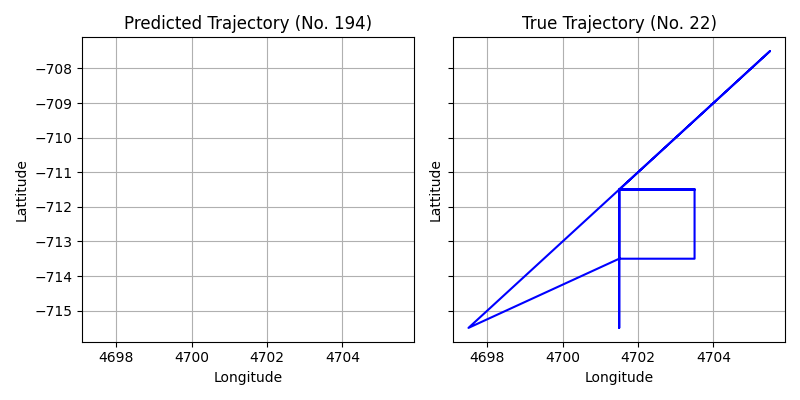 Predicted Trajectory (No. 194)
True Trajectory (No. 22)
−708
−709
−710
−711
−712
−713
−714
−715
Lattitude
Lattitude
4698 4700 4702 4704
4698 4700 4702 4704
Longitude
Longitude